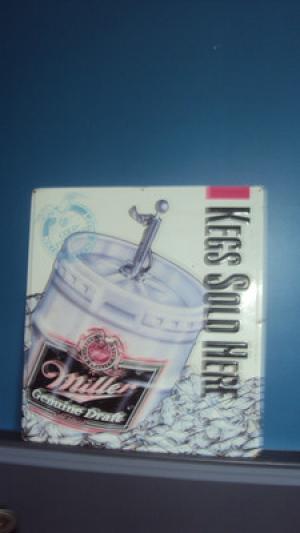 KEGS SOLD HERE
Miller
Genuine Draft